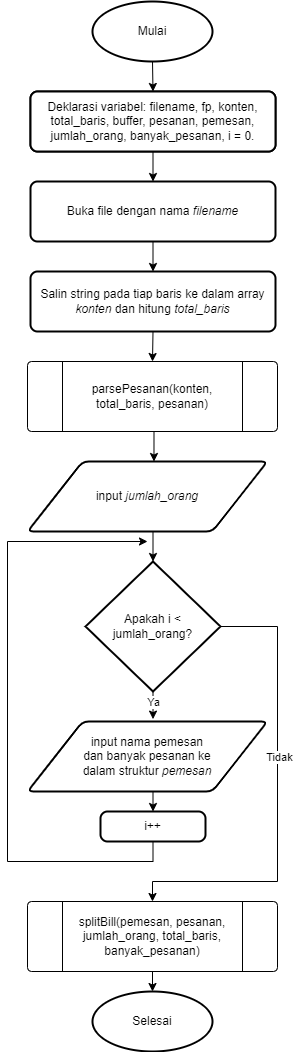 Mulai
Deklarasi variabel: filename, fp, konten,
total_baris, buffer, pesanan, pemesan,
jumlah_orang, banyak_pesanan, i = 0.
Buka file dengan nama filename
Salin string pada tiap baris ke dalam array
konten dan hitung total_baris
parsePesanan(konten,
total_baris, pesanan)
input jumlah_orang
Apakah i <
jumlah_orang?
Ya
input nama pemesan
dan banyak pesanan ke
dalam struktur pemesan
Tidak
i++
splitBill(pemesan, pesanan,
jumlah_orang, total_baris,
banyak_pesanan)
Selesai